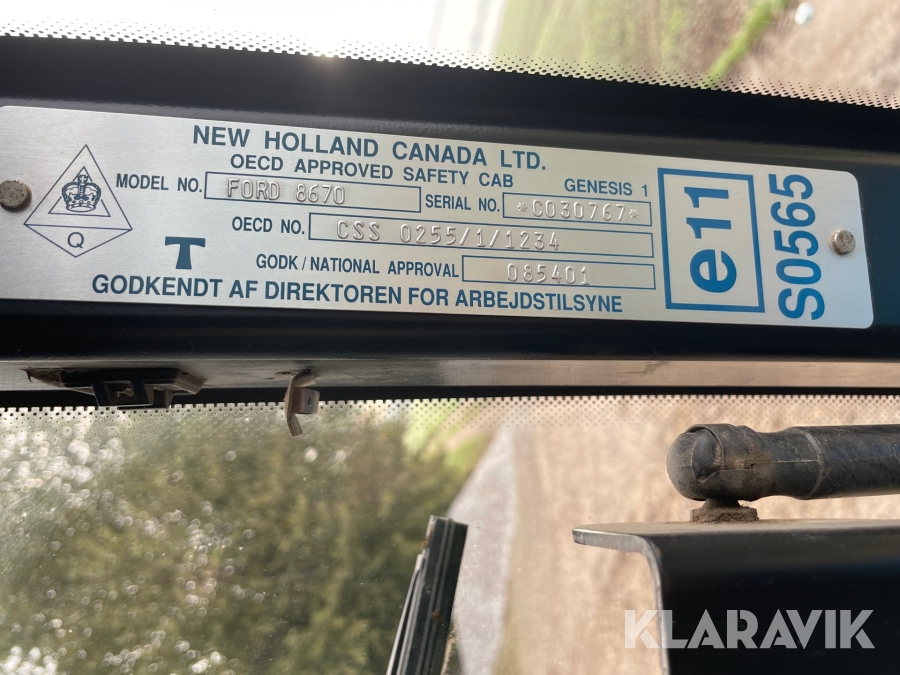 NEW HOLLAND CANADA LTD.
OECD APPROVED SAFETY CAB GENESIS 1
MODEL NO. FORD 8670 SERIAL NO. *C030767*
OECD NO. CSS 0255/1/1234
GODK/NATIONAL APPROVAL 085401
GODKENDT AF DIREKTOREN FOR ARBEJDSTILSYNE
Q
T
e11
S0565
KLARAVIK